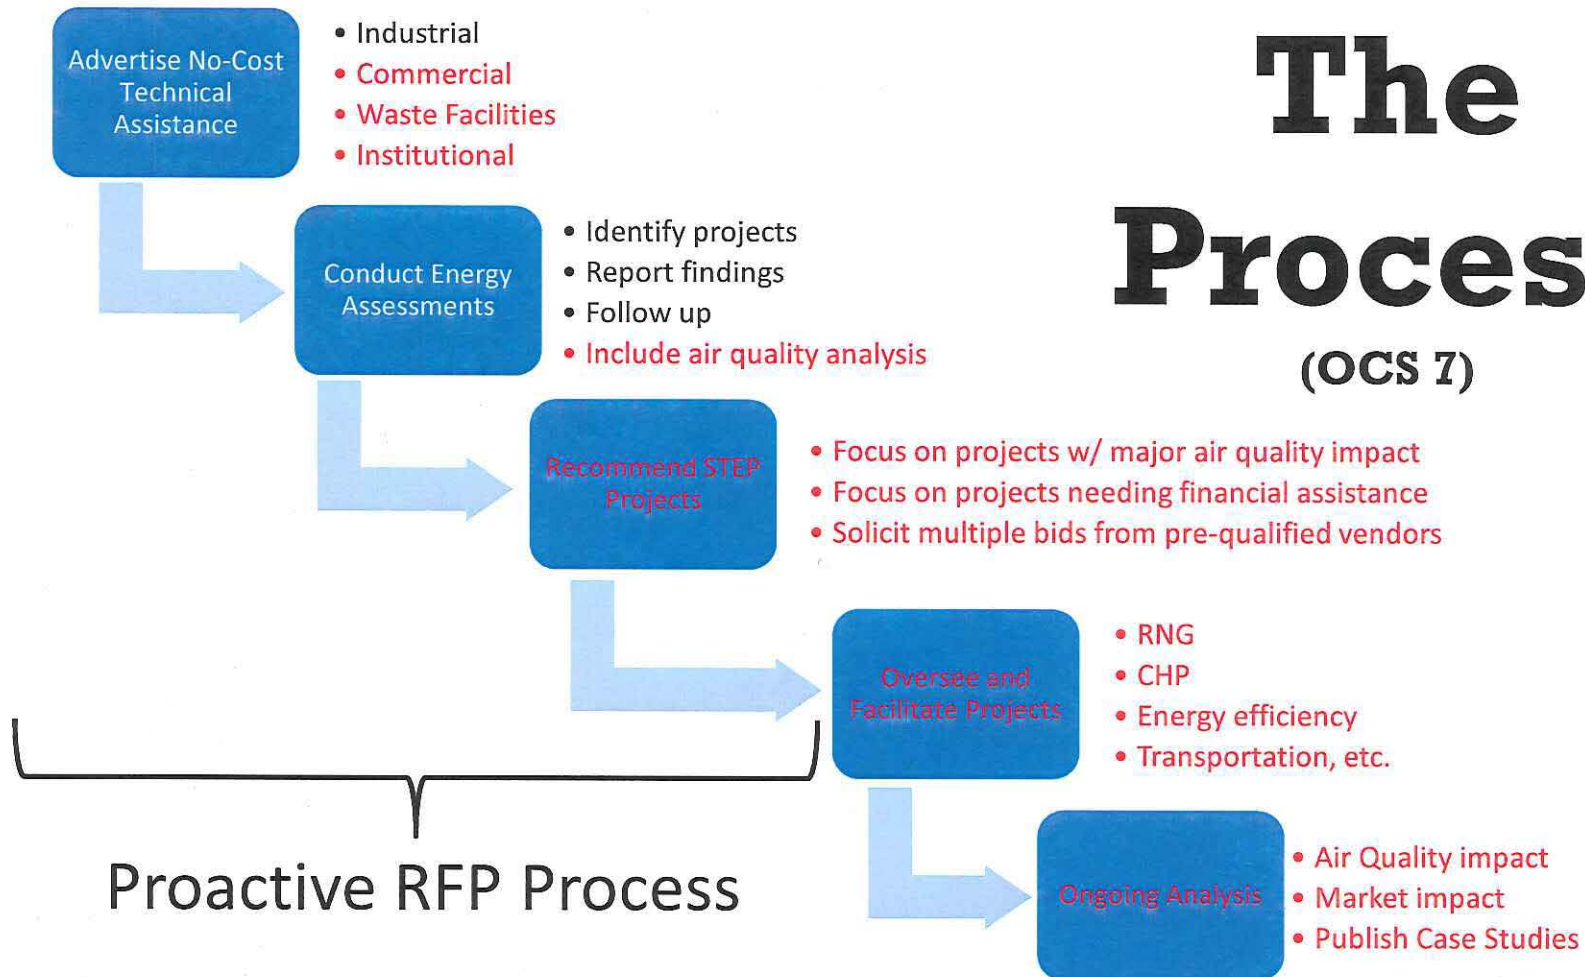 The
Proces
(OCS 7)
Advertise No-Cost
Technical
Assistance
• Industrial
• Commercial
• Waste Facilities
• Institutional
Conduct Energy
Assessments
• Identify projects
• Report findings
• Follow up
• Include air quality analysis
Recommend STEP
Projects
• Focus on projects w/ major air quality impact
• Focus on projects needing financial assistance
• Solicit multiple bids from pre-qualified vendors
Oversee and
Facilitate Projects
• RNG
• CHP
• Energy efficiency
• Transportation, etc.
Proactive RFP Process
Ongoing Analysis
• Air Quality impact
• Market impact
• Publish Case Studies